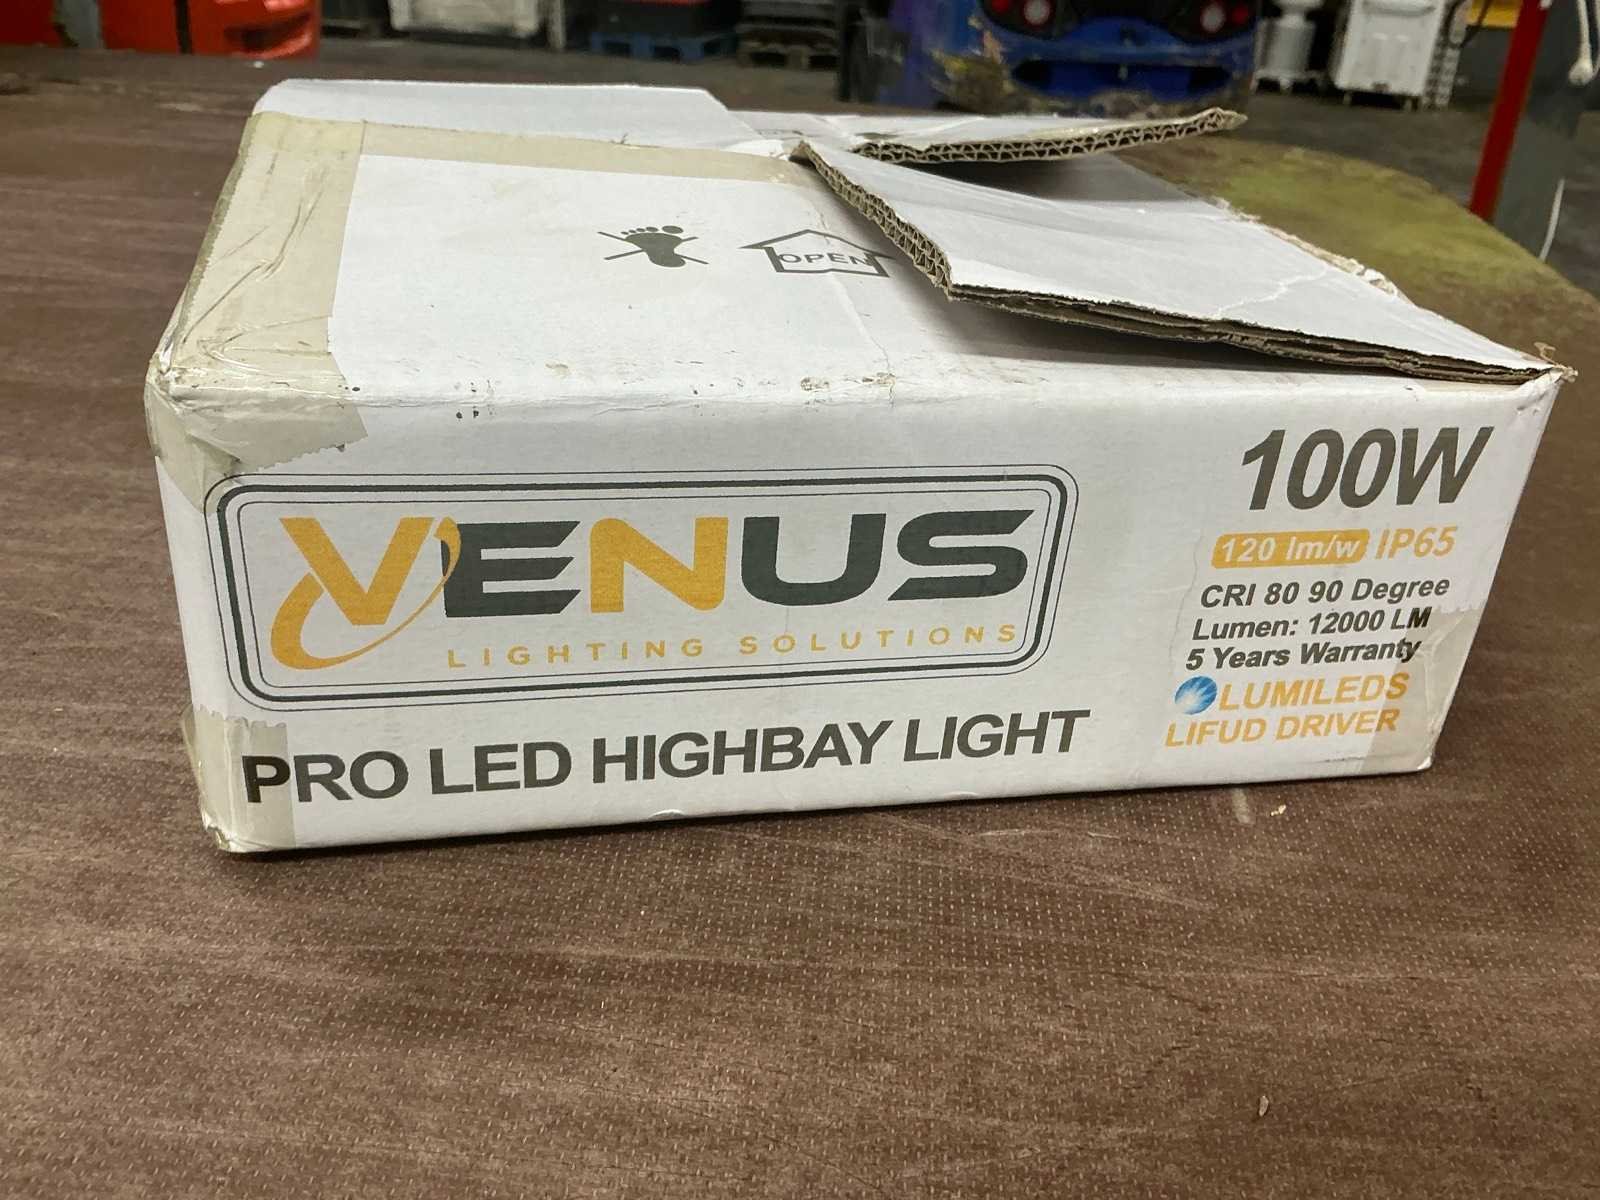 OPEN
VENUS
LIGHTING SOLUTIONS
PRO LED HIGHBAY LIGHT
100W
120 lm/w IP65
CRI 80 90 Degree
Lumen: 12000 LM
5 Years Warranty
LUMILEDS
LIFUD DRIVER